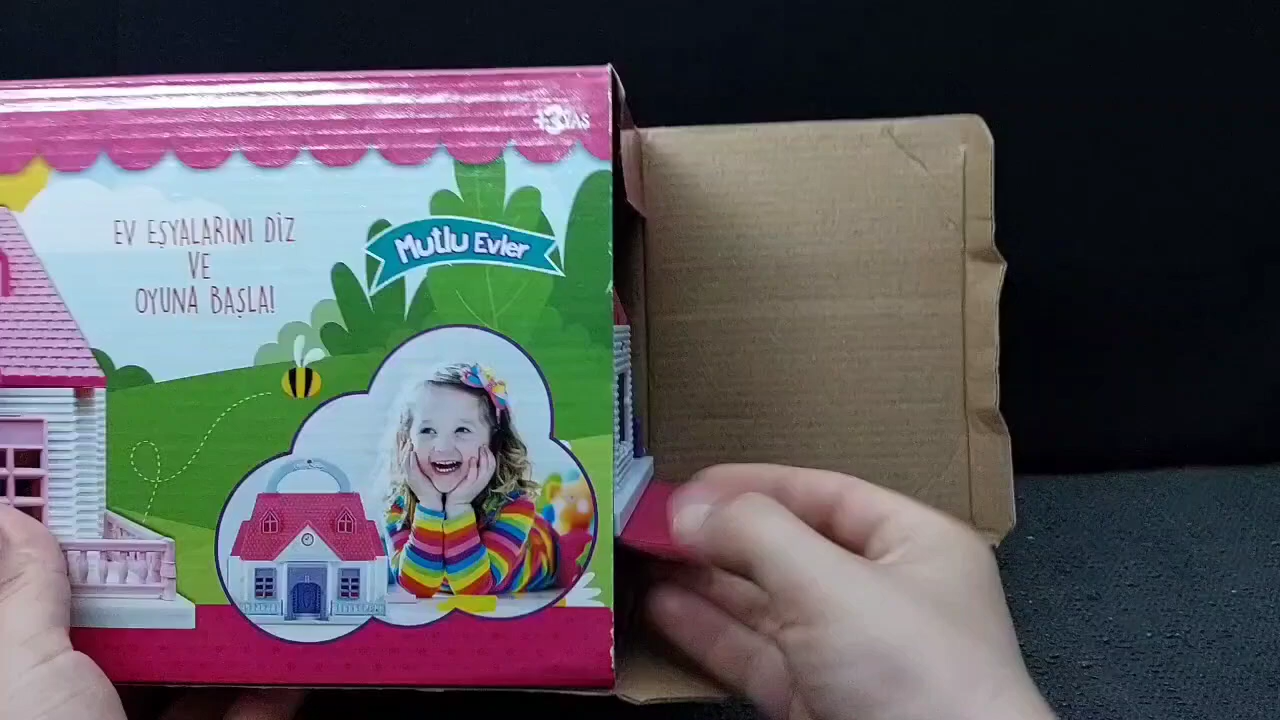 +3 YAŞ
EV EŞYALARINI DİZ
VE
OYUNA BAŞLA!
Mutlu Evler